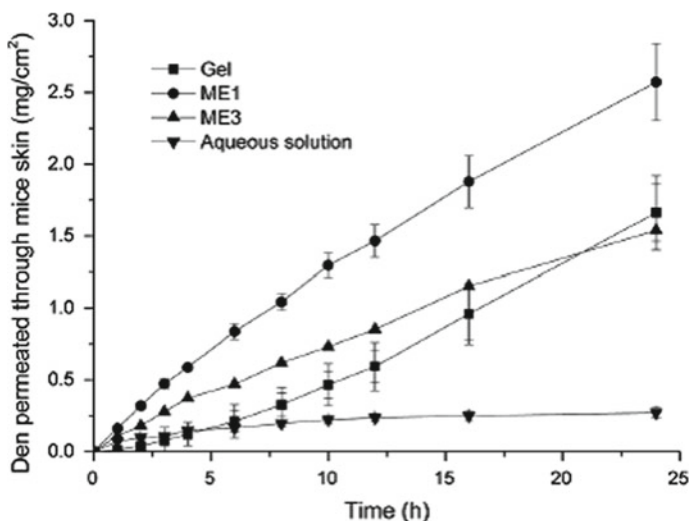 Den permeated through mice skin (mg/cm²)
3.0
2.5
2.0
1.5
1.0
0.5
0.0
Gel
ME1
ME3
Aqueous solution
0 5 10 15 20 25
Time (h)